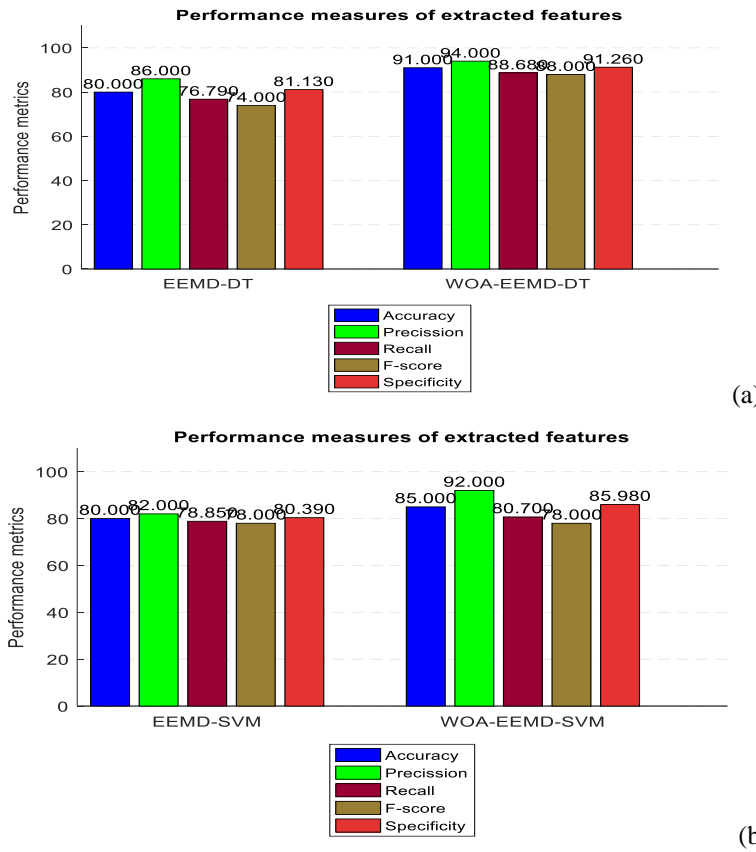 Performance measures of extracted features
100
80
60
40
20
0
Performance metrics
80.000 86.000 76.790 74.000 81.130 91.000 94.000 88.680 88.000 91.260
EEMD-DT WOA-EEMD-DT
Accuracy
Precission
Recall
F-score
Specificity
(a)
Performance measures of extracted features
100
80
60
40
20
0
Performance metrics
80.000 82.000 78.850 78.000 80.390 85.000 92.000 80.700 78.000 85.980
EEMD-SVM WOA-EEMD-SVM
Accuracy
Precission
Recall
F-score
Specificity
(b